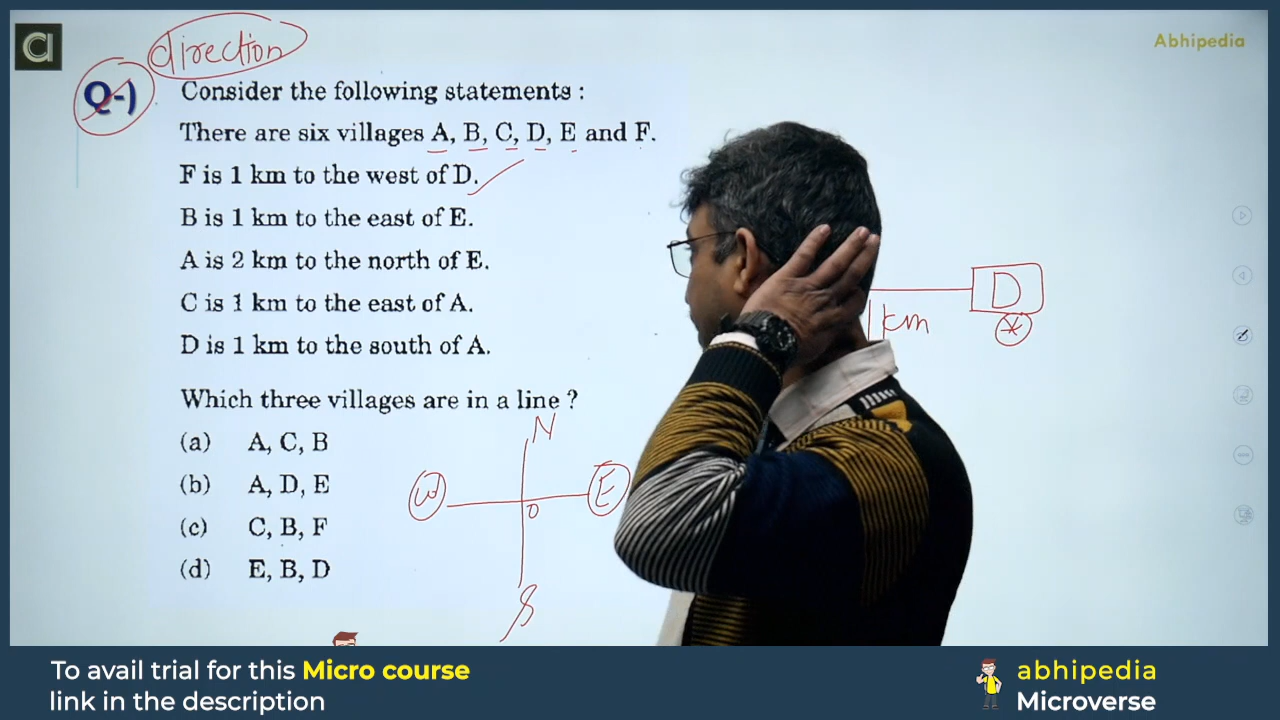 direction
Abhipedia
Q-)
Consider the following statements :
There are six villages A, B, C, D, E and F.
F is 1 km to the west of D.
B is 1 km to the east of E.
A is 2 km to the north of E.
C is 1 km to the east of A.
D is 1 km to the south of A.
D
1 km
Which three villages are in a line ?
(a) A, C, B
(b) A, D, E
(c) C, B, F
(d) E, B, D
N
W
E
O
S
To avail trial for this Micro course
link in the description
abhipedia
Microverse